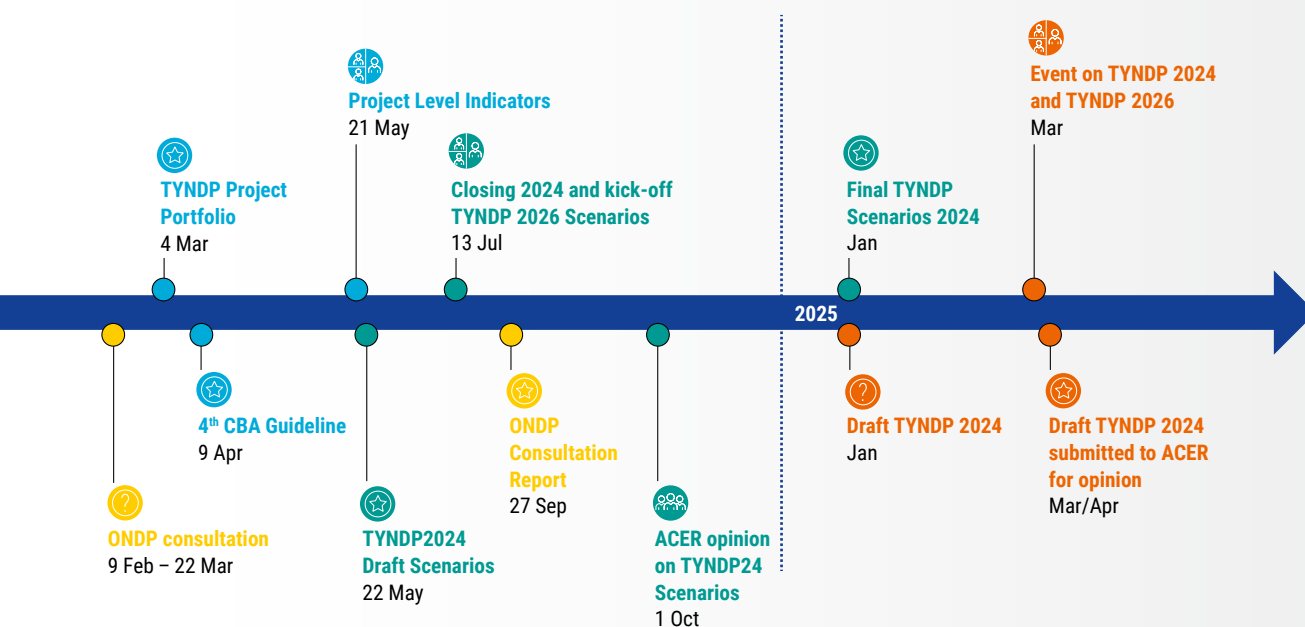 Project Level Indicators
21 May
Event on TYNDP 2024
and TYNDP 2026
Mar
TYNDP Project
Portfolio
4 Mar
Closing 2024 and kick-off
TYNDP 2026 Scenarios
13 Jul
Final TYNDP
Scenarios 2024
Jan
2025
4th CBA Guideline
9 Apr
ONDP
Consultation
Report
27 Sep
Draft TYNDP 2024
Jan
Draft TYNDP 2024
submitted to ACER
for opinion
Mar/Apr
ONDP consultation
9 Feb – 22 Mar
TYNDP2024
Draft Scenarios
22 May
ACER opinion
on TYNDP24
Scenarios
1 Oct